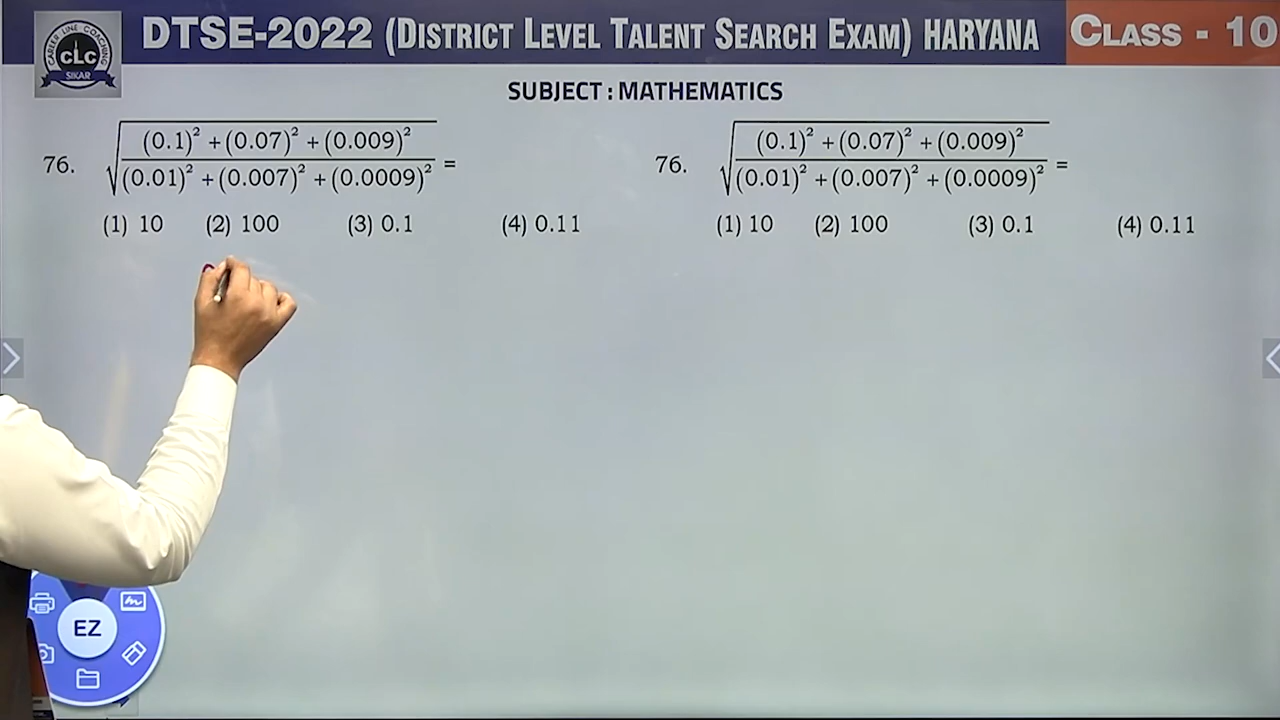 CAREER LINE COACHING
CLC
SIKAR
DTSE-2022 (DISTRICT LEVEL TALENT SEARCH EXAM) HARYANA
CLASS - 10
SUBJECT : MATHEMATICS
76. √((0.1)² + (0.07)² + (0.009)² / (0.01)² + (0.007)² + (0.0009)²) =
(1) 10 (2) 100 (3) 0.1 (4) 0.11
76. √((0.1)² + (0.07)² + (0.009)² / (0.01)² + (0.007)² + (0.0009)²) =
(1) 10 (2) 100 (3) 0.1 (4) 0.11
EZ